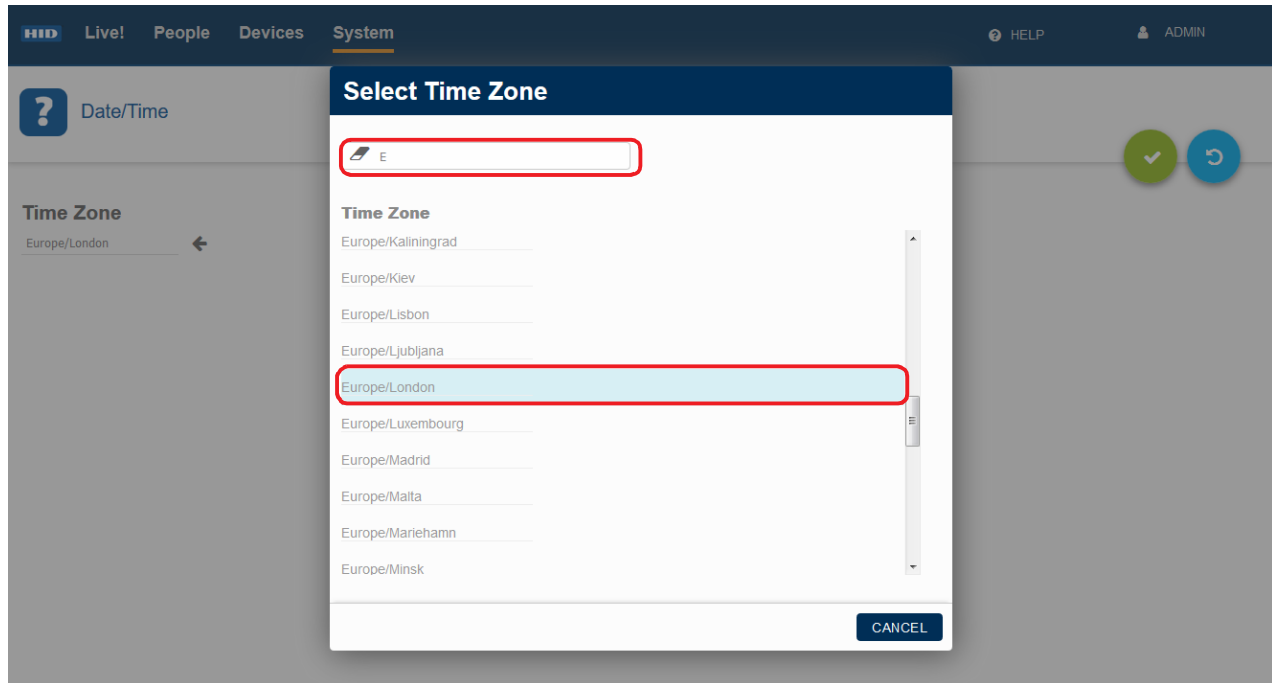 HID Live! People Devices System HELP ADMIN
Date/Time
Select Time Zone
E
Time Zone
Europe/London
Time Zone
Europe/Kaliningrad
Europe/Kiev
Europe/Lisbon
Europe/Ljubljana
Europe/London
Europe/Luxembourg
Europe/Madrid
Europe/Malta
Europe/Mariehamn
Europe/Minsk
CANCEL